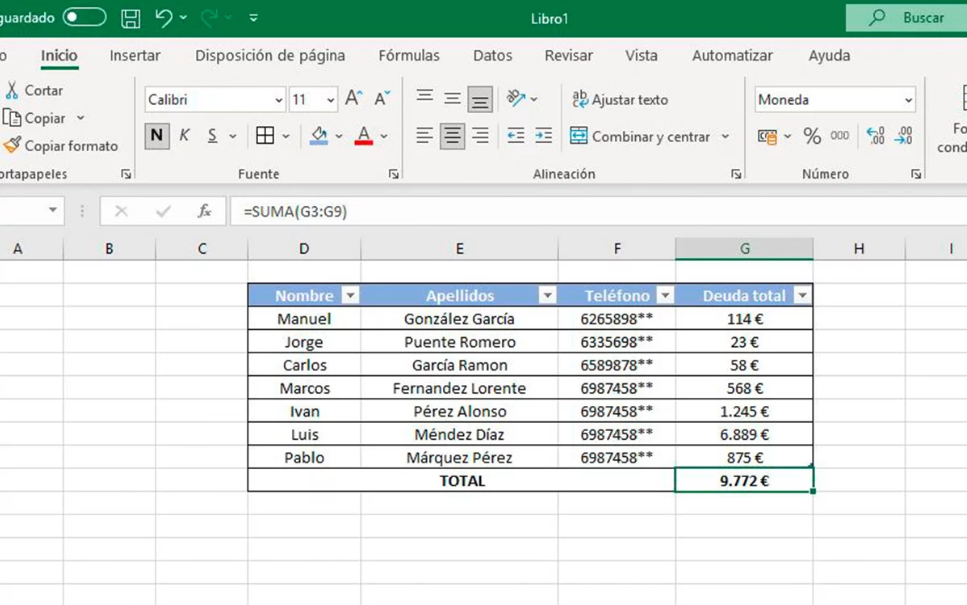 guardado Libro1 Buscar
o Inicio Insertar Disposición de página Fórmulas Datos Revisar Vista Automatizar Ayuda
Cortar
Copiar
Copiar formato
ortapapeles
Calibri 11
N K S A
Fuente
ab Ajustar texto
Combinar y centrar
Alineación
Moneda
% 000
Número
Fo
cond
fx =SUMA(G3:G9)
A B C D E F G H I
Nombre Apellidos Teléfono Deuda total
Manuel González García 6265898** 114 €
Jorge Puente Romero 6335698** 23 €
Carlos García Ramon 6589878** 58 €
Marcos Fernandez Lorente 6987458** 568 €
Ivan Pérez Alonso 6987458** 1.245 €
Luis Méndez Díaz 6987458** 6.889 €
Pablo Márquez Pérez 6987458** 875 €
TOTAL 9.772 €